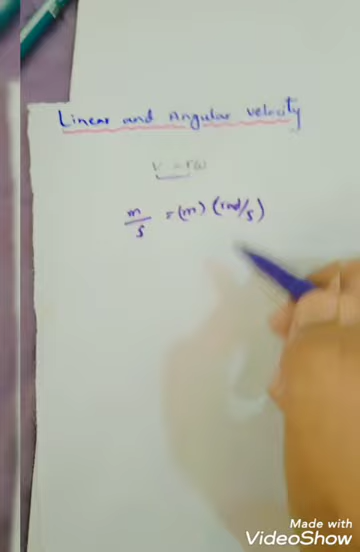 Linear and Angular velocity
v = rω
m/s = (m) (rad/s)
Made with
VideoShow